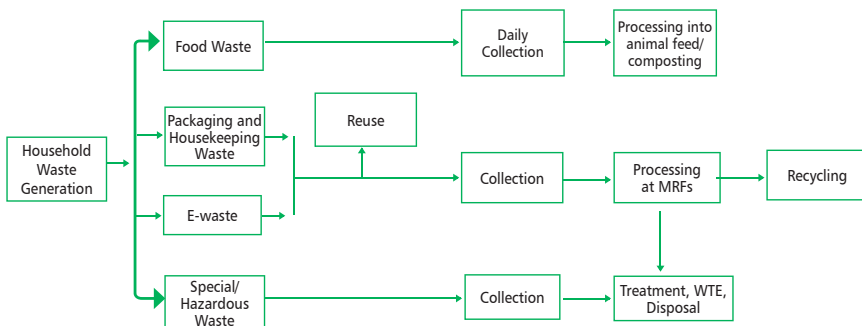 Food Waste
Daily
Collection
Processing into
animal feed/
composting
Household
Waste
Generation
Packaging and
Housekeeping
Waste
Reuse
E-waste
Collection
Processing
at MRFs
Recycling
Special/
Hazardous
Waste
Collection
Treatment, WTE,
Disposal